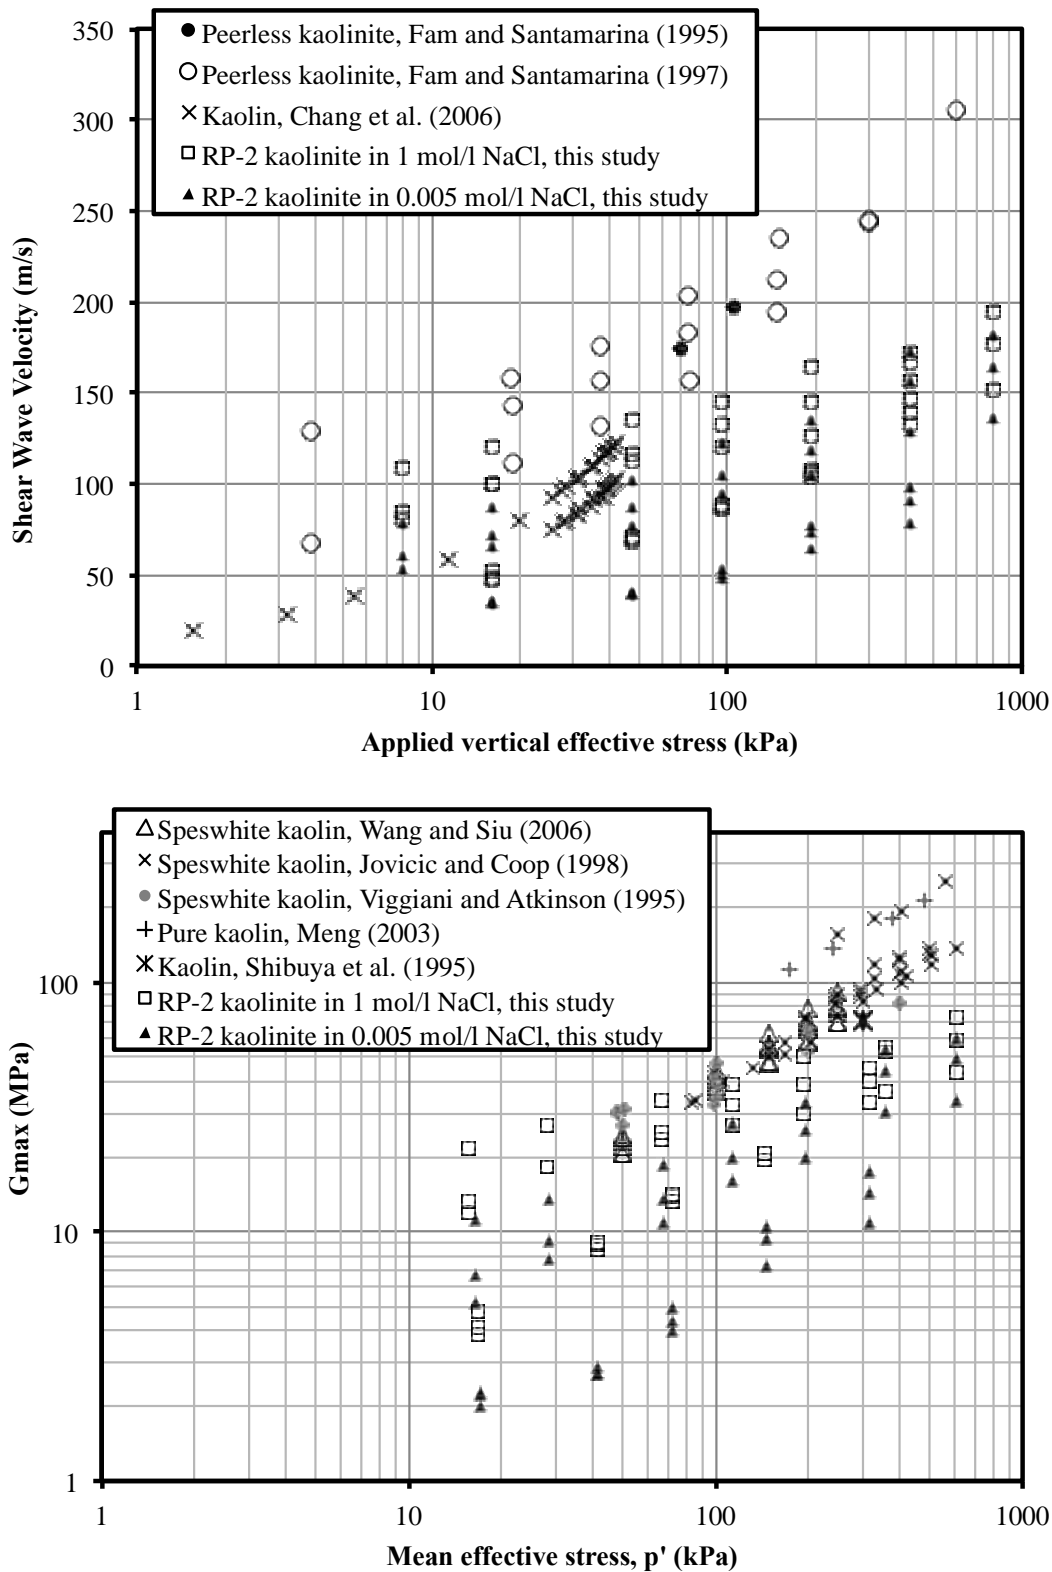 350
300
250
200
150
100
50
0
Shear Wave Velocity (m/s)
Peerless kaolinite, Fam and Santamarina (1995)
Peerless kaolinite, Fam and Santamarina (1997)
Kaolin, Chang et al. (2006)
RP-2 kaolinite in 1 mol/l NaCl, this study
RP-2 kaolinite in 0.005 mol/l NaCl, this study
1 10 100 1000
Applied vertical effective stress (kPa)
Speswhite kaolin, Wang and Siu (2006)
Speswhite kaolin, Jovicic and Coop (1998)
Speswhite kaolin, Viggiani and Atkinson (1995)
Pure kaolin, Meng (2003)
Kaolin, Shibuya et al. (1995)
RP-2 kaolinite in 1 mol/l NaCl, this study
RP-2 kaolinite in 0.005 mol/l NaCl, this study
100
10
1
Gmax (MPa)
1 10 100 1000
Mean effective stress, p' (kPa)